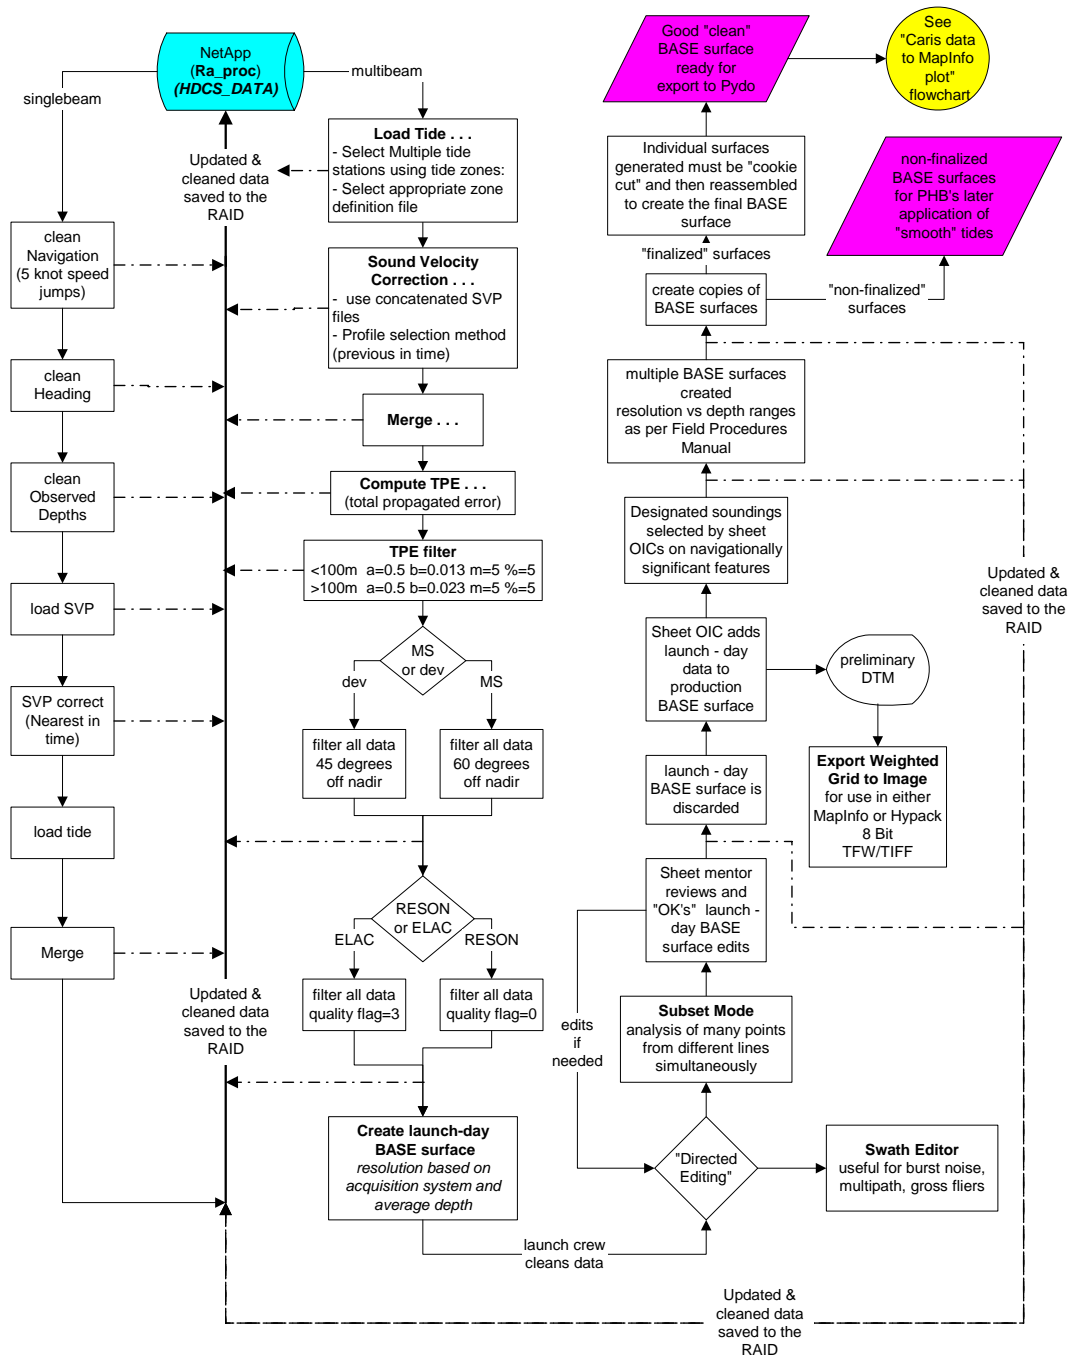 NetApp
(Ra_proc)
(HDCS_DATA)
singlebeam
multibeam
Updated &
cleaned data
saved to the
RAID
clean
Navigation
(5 knot speed
jumps)
clean
Heading
clean
Observed
Depths
load SVP
SVP correct
(Nearest in
time)
load tide
Merge
Updated &
cleaned data
saved to the
RAID
Load Tide . . .
- Select Multiple tide
stations using tide zones:
- Select appropriate zone
definition file
Sound Velocity
Correction . . .
- use concatenated SVP
files
- Profile selection method
(previous in time)
Merge . . .
Compute TPE . . .
(total propagated error)
TPE filter
<100m a=0.5 b=0.013 m=5 %=5
>100m a=0.5 b=0.023 m=5 %=5
MS
or dev
dev
MS
filter all data
45 degrees
off nadir
filter all data
60 degrees
off nadir
RESON
or ELAC
ELAC
RESON
filter all data
quality flag=3
filter all data
quality flag=0
Create launch-day
BASE surface
resolution based on
acquisition system and
average depth
launch crew
cleans data
"Directed
Editing"
Swath Editor
useful for burst noise,
multipath, gross fliers
Subset Mode
analysis of many points
from different lines
simultaneously
edits
if
needed
Sheet mentor
reviews and
"OK's" launch -
day BASE
surface edits
launch - day
BASE surface is
discarded
Sheet OIC adds
launch - day
data to
production
BASE surface
preliminary
DTM
Export Weighted
Grid to Image
for use in either
MapInfo or Hypack
8 Bit
TFW/TIFF
Designated soundings
selected by sheet
OICs on navigationally
significant features
multiple BASE surfaces
created
resolution vs depth ranges
as per Field Procedures
Manual
create copies of
BASE surfaces
"finalized" surfaces
"non-finalized"
surfaces
Individual surfaces
generated must be "cookie
cut" and then reassembled
to create the final BASE
surface
non-finalized
BASE surfaces
for PHB's later
application of
"smooth" tides
Good "clean"
BASE surface
ready for
export to Pydo
See
"Caris data
to MapInfo
plot"
flowchart
Updated &
cleaned data
saved to the
RAID
Updated &
cleaned data
saved to the
RAID